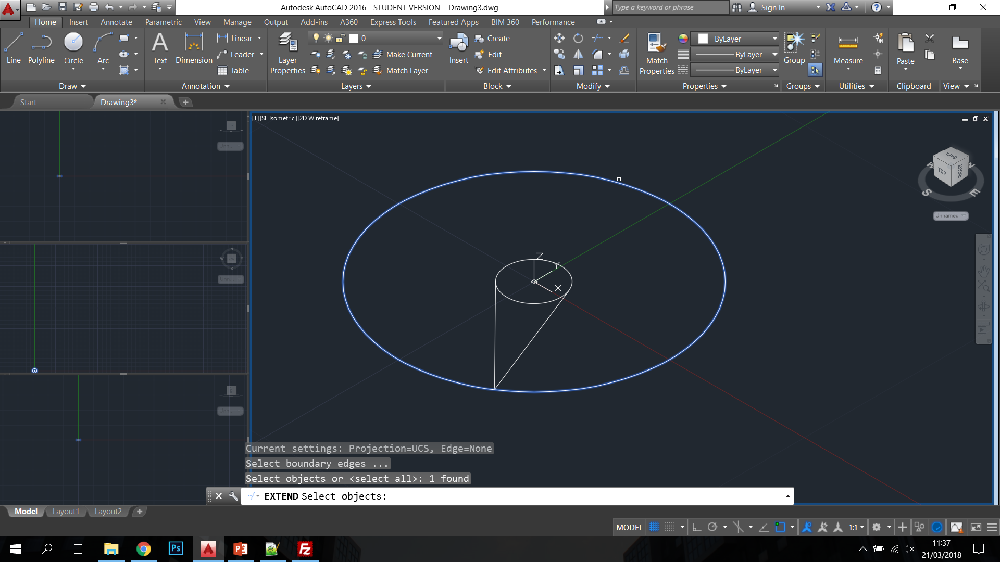 Autodesk AutoCAD 2016 - STUDENT VERSION Drawing3.dwg
Type a keyword or phrase
Sign In
Home Insert Annotate Parametric View Manage Output Add-ins A360 Express Tools Featured Apps BIM 360 Performance
Line Polyline Circle Arc
Text Dimension
Linear
Leader
Table
Layer
Properties
0
Make Current
Match Layer
Insert
Create
Edit
Edit Attributes
Match
Properties
ByLayer
ByLayer
ByLayer
Group
Measure
Paste
Base
Draw Annotation Layers Block Modify Properties Groups Utilities Clipboard View
Start Drawing3*
[+][SE Isometric][2D Wireframe]
BACK
TOP
RIGHT
W N
S E
Unnamed
N
W E
S
Z
Y
X
Current settings: Projection=UCS, Edge=None
Select boundary edges ...
Select objects or <select all>: 1 found
EXTEND Select objects:
Model Layout1 Layout2
MODEL
1:1
Ps
P
Fz
11:37
21/03/2018